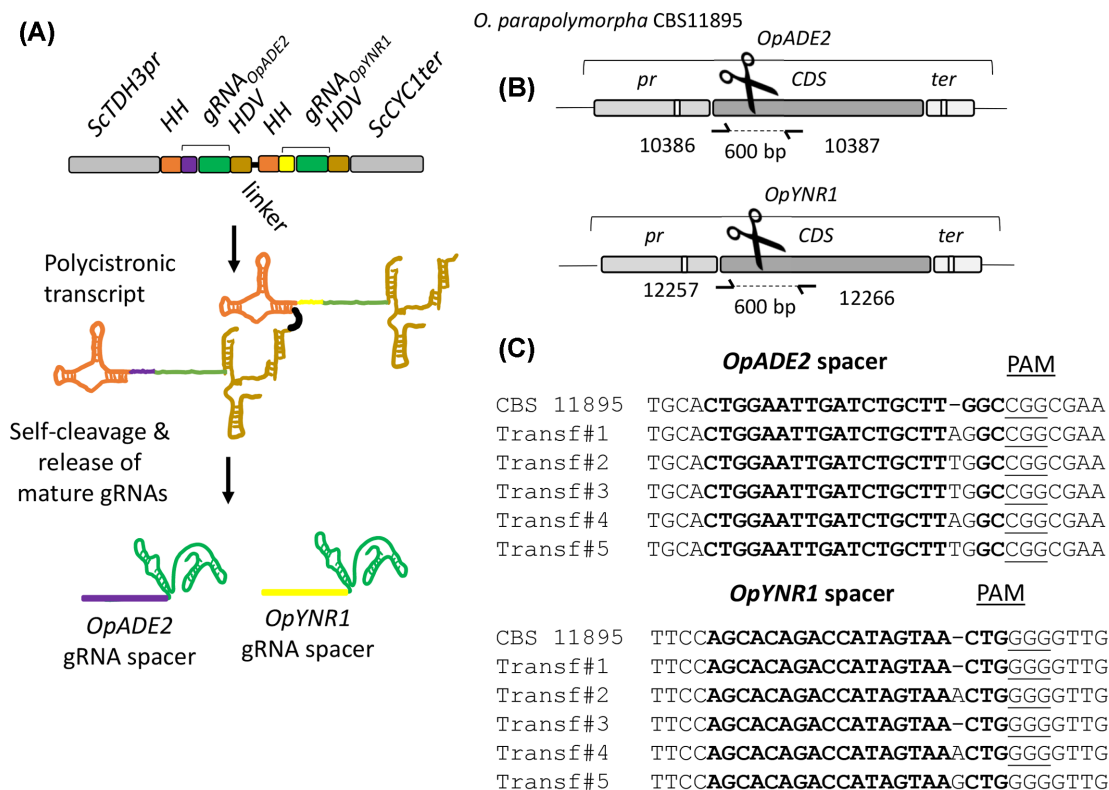 (A)
ScTDH3pr
HH
gRNA OpADE2
HDV
HH
gRNA OpYNR1
HDV
ScCYC1ter
linker
Polycistronic
transcript
Self-cleavage &
release of
mature gRNAs
OpADE2
gRNA spacer
OpYNR1
gRNA spacer
O. parapolymorpha CBS11895
(B)
OpADE2
pr
CDS
ter
10386
600 bp
10387
OpYNR1
pr
CDS
ter
12257
600 bp
12266
(C)
OpADE2 spacer
PAM
CBS 11895 TGCACTGGAATTGATCTGCTT-GGCCGGCGAA
Transf#1 TGCACTGGAATTGATCTGCTTAGGCCGGCGAA
Transf#2 TGCACTGGAATTGATCTGCTTTGGCCGGCGAA
Transf#3 TGCACTGGAATTGATCTGCTTTGGCCGGCGAA
Transf#4 TGCACTGGAATTGATCTGCTTAGGCCGGCGAA
Transf#5 TGCACTGGAATTGATCTGCTTTGGCCGGCGAA
OpYNR1 spacer
PAM
CBS 11895 TTCCAGCACAGACCATAGTAA-CTGGGGGTTG
Transf#1 TTCCAGCACAGACCATAGTAA-CTGGGGGTTG
Transf#2 TTCCAGCACAGACCATAGTAAACTGGGGGTTG
Transf#3 TTCCAGCACAGACCATAGTAA-CTGGGGGTTG
Transf#4 TTCCAGCACAGACCATAGTAAACTGGGGGTTG
Transf#5 TTCCAGCACAGACCATAGTAAGCTGGGGGTTG